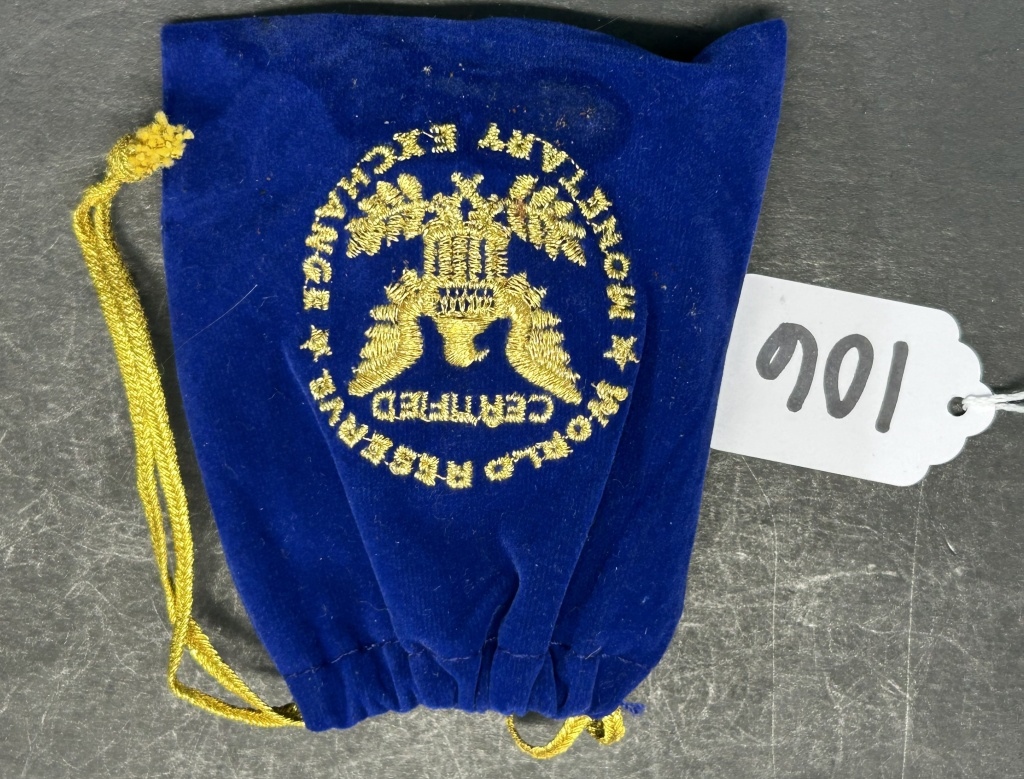 WORLD RESERVE
★ MONETARY EXCHANGE ★
CERTIFIED
106